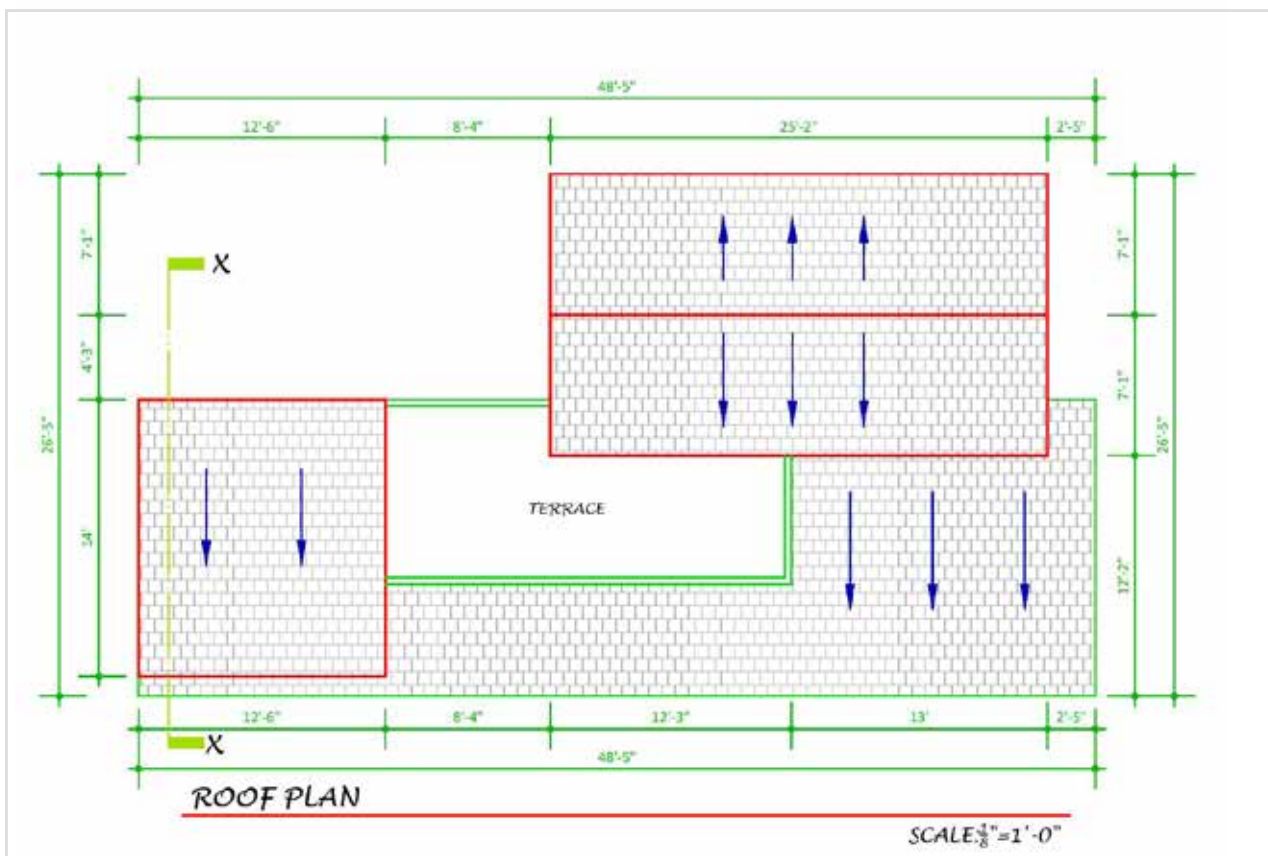 48'-5"
12'-6" 8'-4" 25'-2" 2'-5"
7'-1" 7'-1"
X
4'-3" 7'-1"
26'-5" 26'-5"
TERRACE
14' 12'-2"
12'-6" 8'-4" 12'-3" 13' 2'-5"
X
48'-5"
ROOF PLAN
SCALE:⅛"=1'-0"